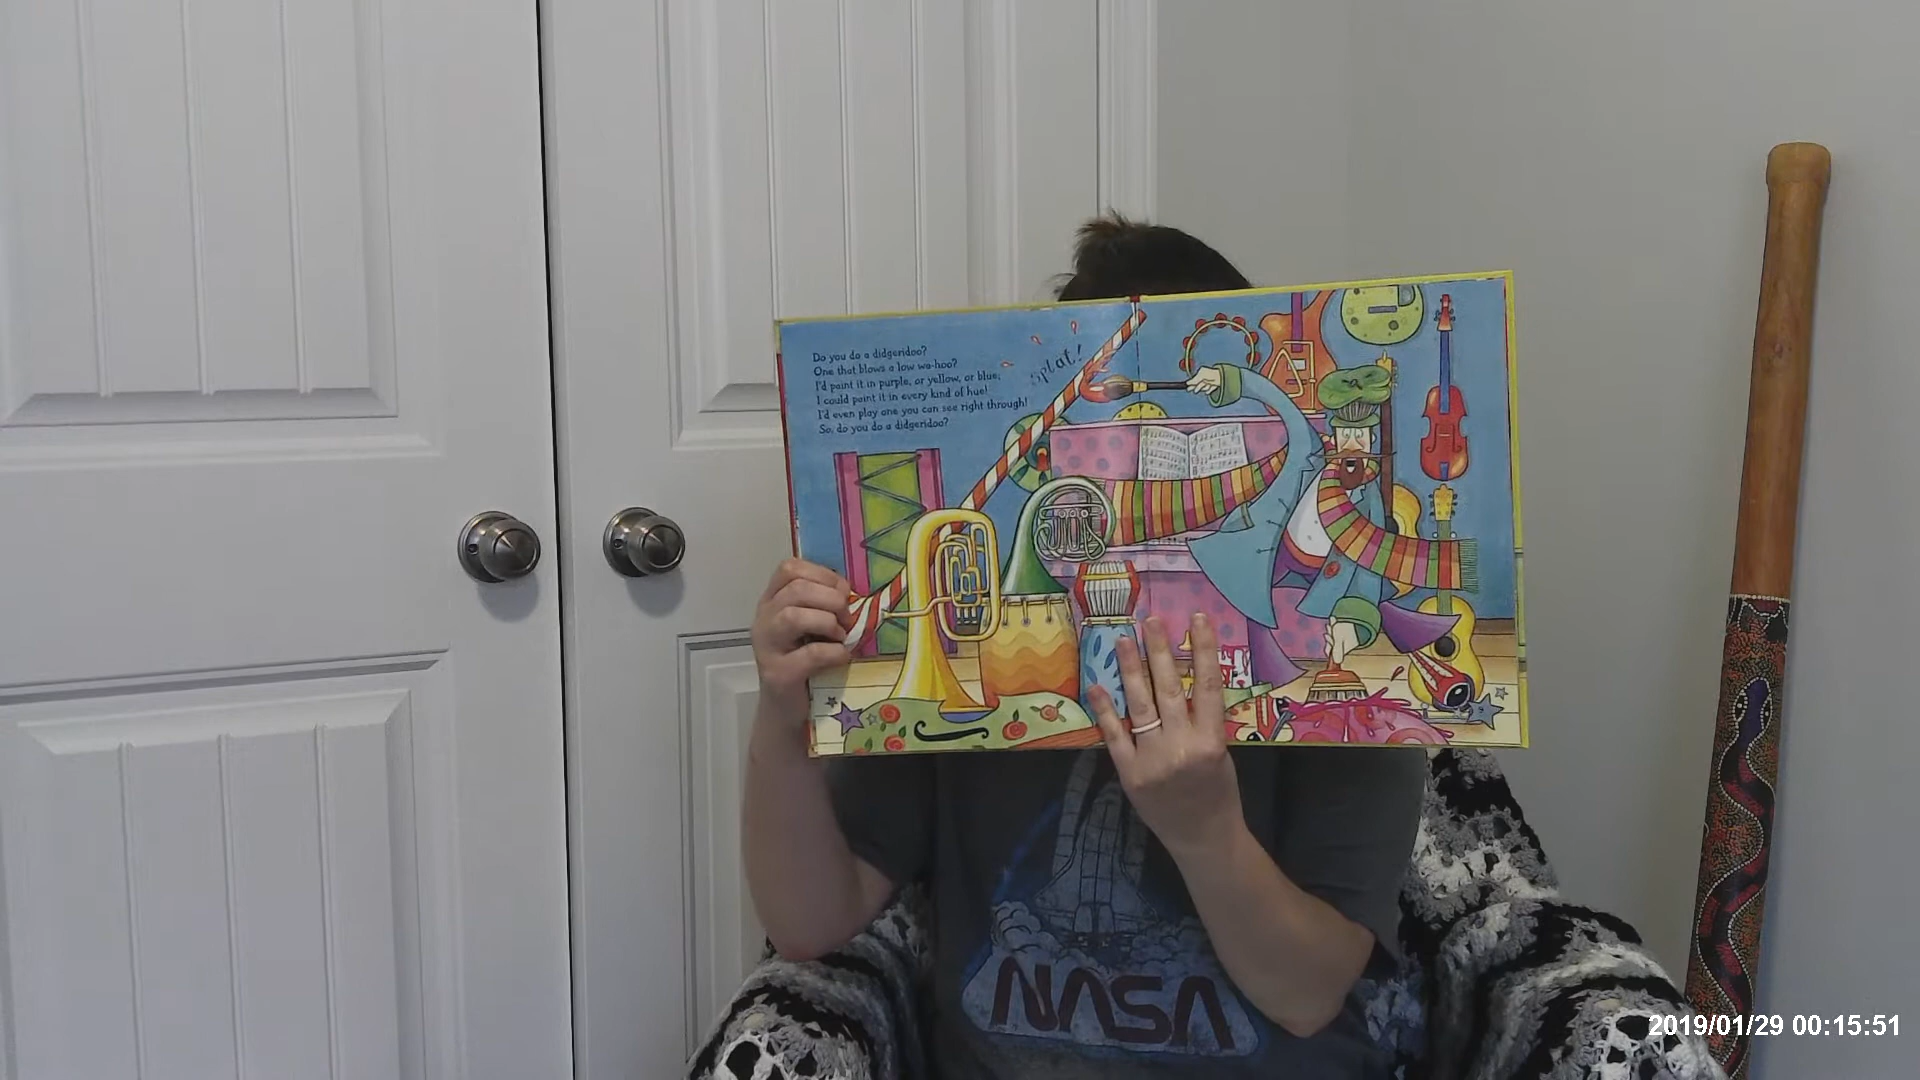 Do you do a didgeridoo?
One that blows a low wa-hoo?
I'd paint it in purple, or yellow, or blue;
I could paint it in every kind of hue!
I'd even play one you can see right through!
So, do you do a didgeridoo?
Splat!
NASA
2019/01/29 00:15:51